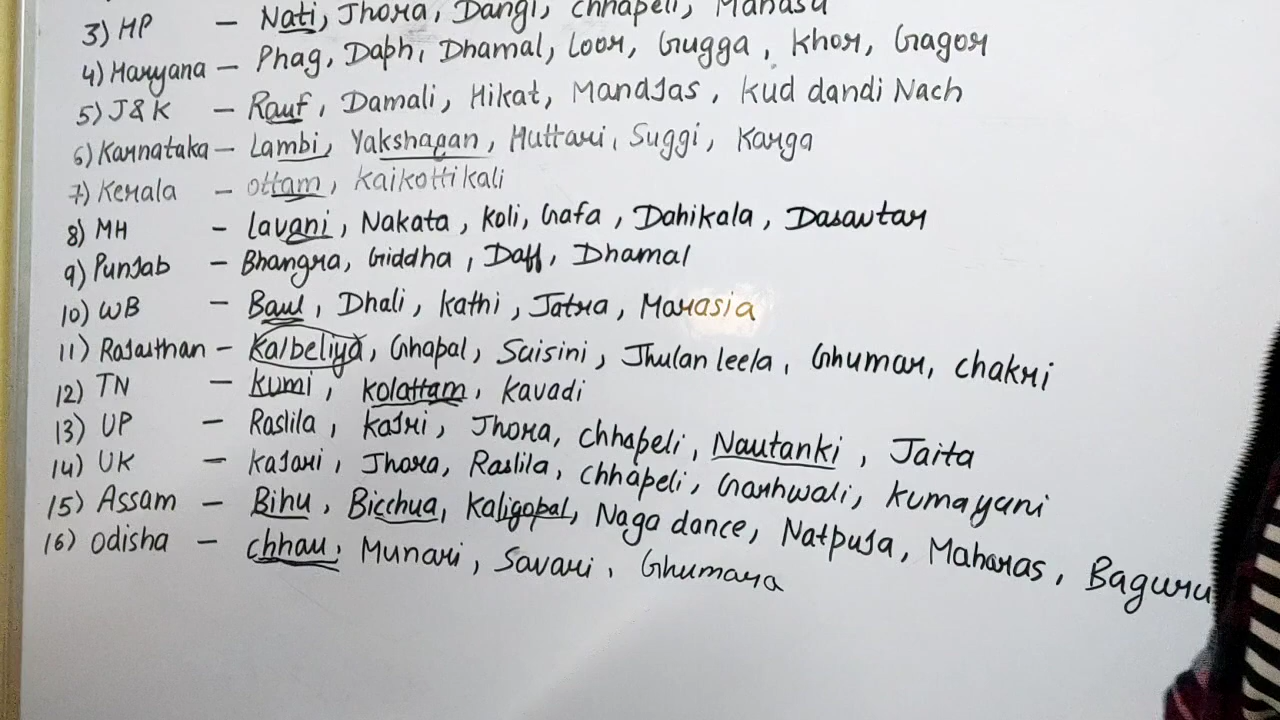 3) HP - Nati, Jhora, Dangi, chhapeli, Mahasu
4) Haryana - Phag, Daph, Dhamal, Loor, Gugga, Khor, Gagor
5) J&K - Rauf, Damali, Hikat, MandJas, Kud dandi Nach
6) Karnataka - Lambi, Yakshagan, Huttari, Suggi, Karga
7) Kerala - ottam, Kaikottikali
8) MH - Lavani, Nakata, Koli, Gafa, Dahikala, Dasavtar
9) PunJab - Bhangra, Giddha, Daff, Dhamal
10) WB - Baul, Dhali, Kathi, Jatra, Marasia
11) RaJasthan - Kalbeliya, Ghapal, Suisini, Jhulan leela, Ghumar, chakri
12) TN - Kumi, Kolattam, Kavadi
13) UP - Raslila, KaJri, Jhora, chhapeli, Nautanki, Jaita
14) UK - KaJari, Jhora, Raslila, chhapeli, Garhwali, Kumayuni
15) Assam - Bihu, Bicchua, Kaligopal, Naga dance, NatpuJa, Maharas, Baguru
16) Odisha - chhau, Munari, Savari, Ghumara